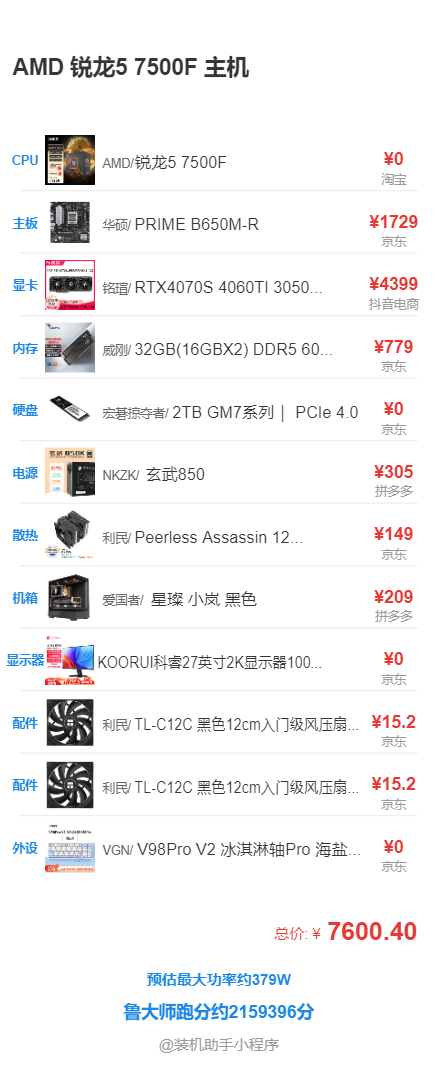 AMD 锐龙5 7500F 主机
CPU AMD/锐龙5 7500F ¥0
淘宝
主板 华硕/ PRIME B650M-R ¥1729
京东
显卡 铭瑄/ RTX4070S 4060TI 3050... ¥4399
抖音电商
内存 威刚/ 32GB(16GBX2) DDR5 60... ¥779
京东
硬盘 宏碁掠夺者/ 2TB GM7系列｜ PCIe 4.0 ¥0
京东
电源 NKZK/ 玄武850 ¥305
拼多多
散热 利民/ Peerless Assassin 12... ¥149
京东
机箱 爱国者/ 星璨 小岚 黑色 ¥209
拼多多
显示器 KOORUI科睿27英寸2K显示器100... ¥0
京东
配件 利民/ TL-C12C 黑色12cm入门级风压扇... ¥15.2
京东
配件 利民/ TL-C12C 黑色12cm入门级风压扇... ¥15.2
京东
外设 VGN/ V98Pro V2 冰淇淋轴Pro 海盐... ¥0
京东
总价: ¥ 7600.40
预估最大功率约379W
鲁大师跑分约2159396分
@装机助手小程序